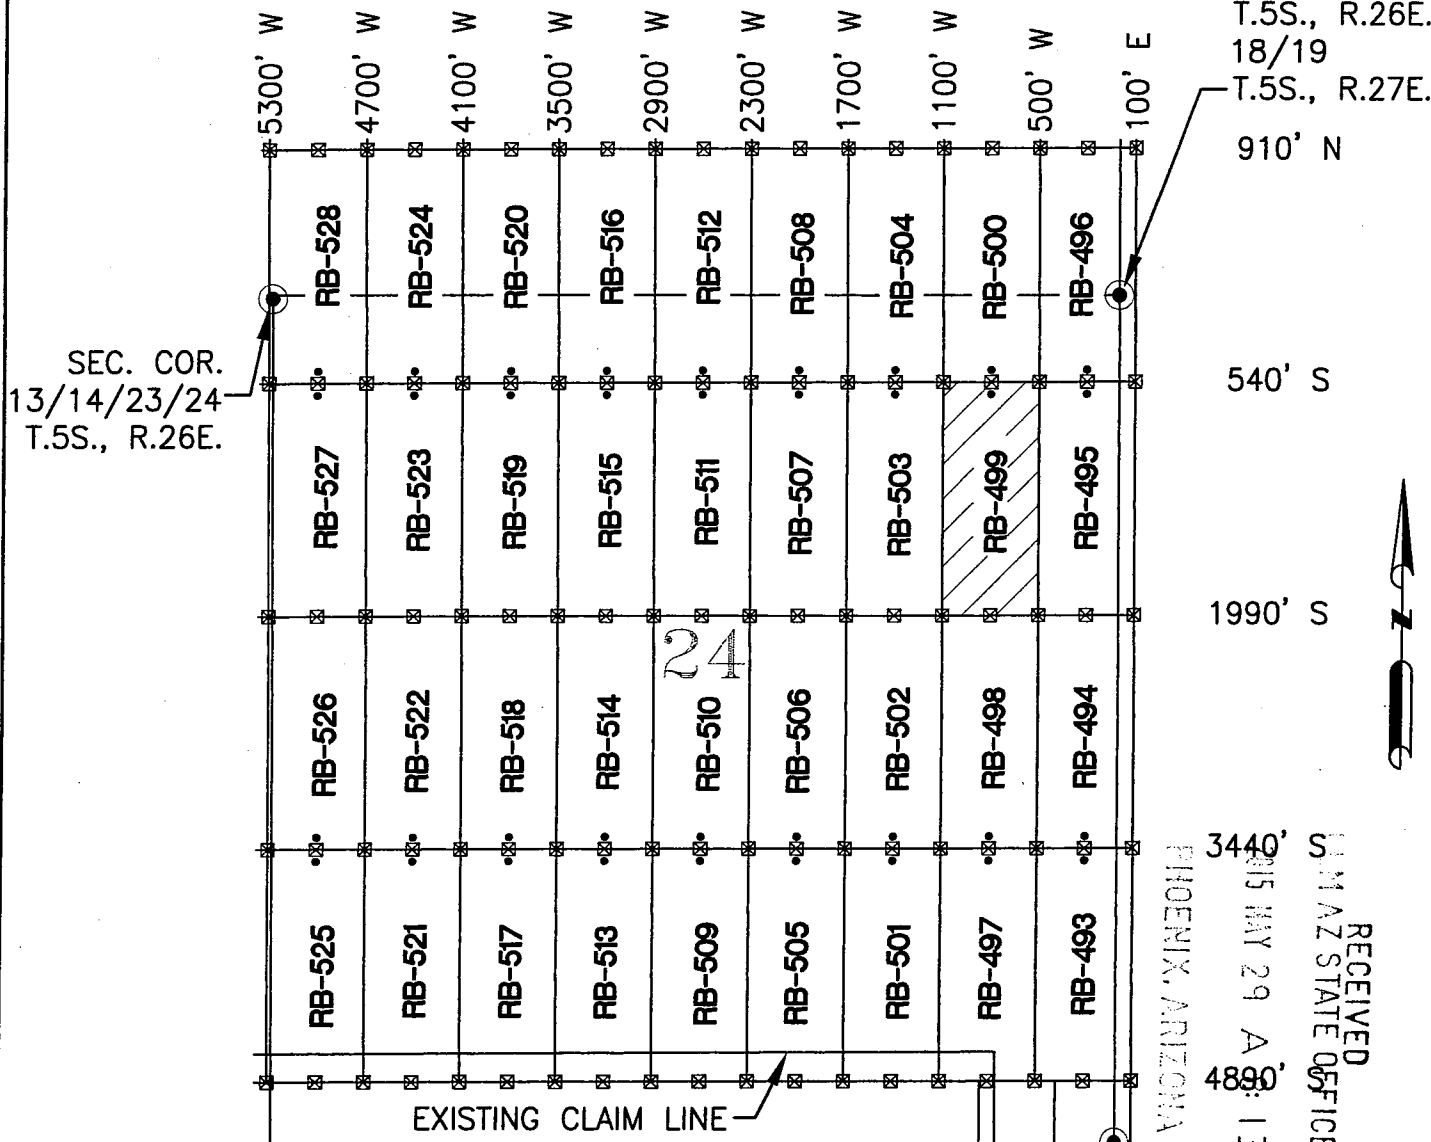 5300' W
4700' W
4100' W
3500' W
2900' W
2300' W
1700' W
1100' W
500' W
100' E
T.5S., R.26E.
18/19
T.5S., R.27E.
910' N
RB-528
RB-524
RB-520
RB-516
RB-512
RB-508
RB-504
RB-500
RB-496
SEC. COR.
13/14/23/24
T.5S., R.26E.
540' S
RB-527
RB-523
RB-519
RB-515
RB-511
RB-507
RB-503
RB-499
RB-495
1990' S
24
N
RB-526
RB-522
RB-518
RB-514
RB-510
RB-506
RB-502
RB-498
RB-494
3440' S
RB-525
RB-521
RB-517
RB-513
RB-509
RB-505
RB-501
RB-497
RB-493
4890' S
EXISTING CLAIM LINE
RECEIVED
AZ STATE OFFICE
MAY 29 A
PHOENIX, ARIZONA